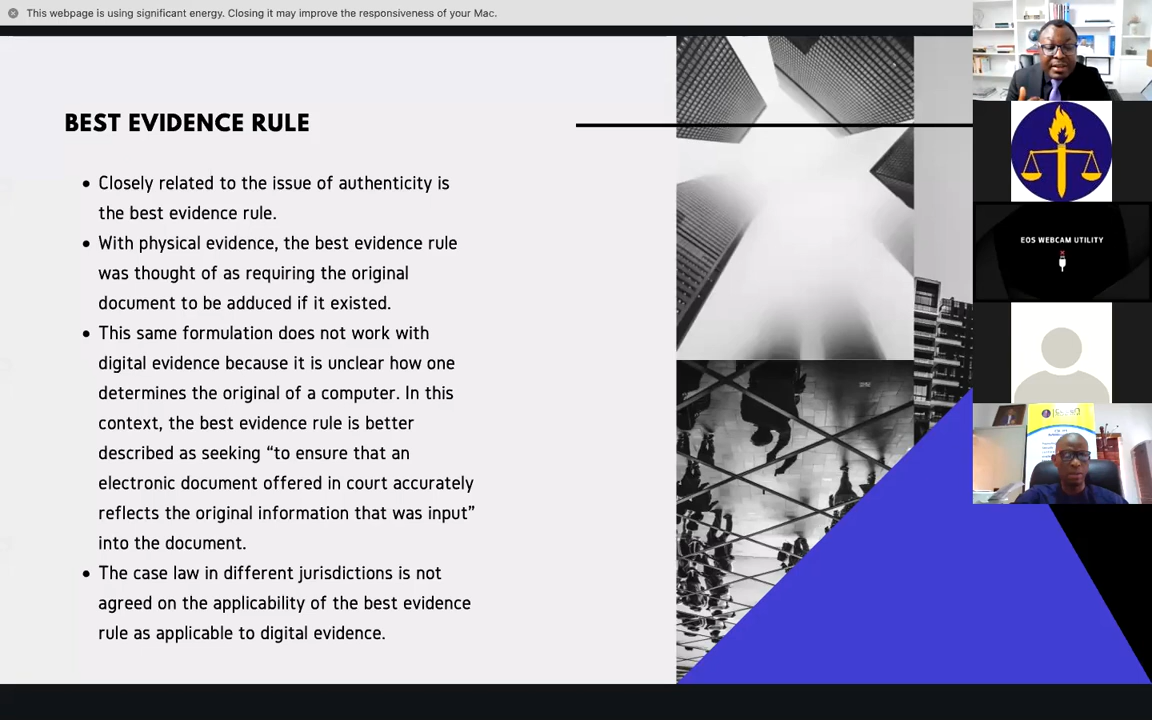 This webpage is using significant energy. Closing it may improve the responsiveness of your Mac.
BEST EVIDENCE RULE
• Closely related to the issue of authenticity is
the best evidence rule.
• With physical evidence, the best evidence rule
was thought of as requiring the original
document to be adduced if it existed.
• This same formulation does not work with
digital evidence because it is unclear how one
determines the original of a computer. In this
context, the best evidence rule is better
described as seeking “to ensure that an
electronic document offered in court accurately
reflects the original information that was input”
into the document.
• The case law in different jurisdictions is not
agreed on the applicability of the best evidence
rule as applicable to digital evidence.
EOS WEBCAM UTILITY